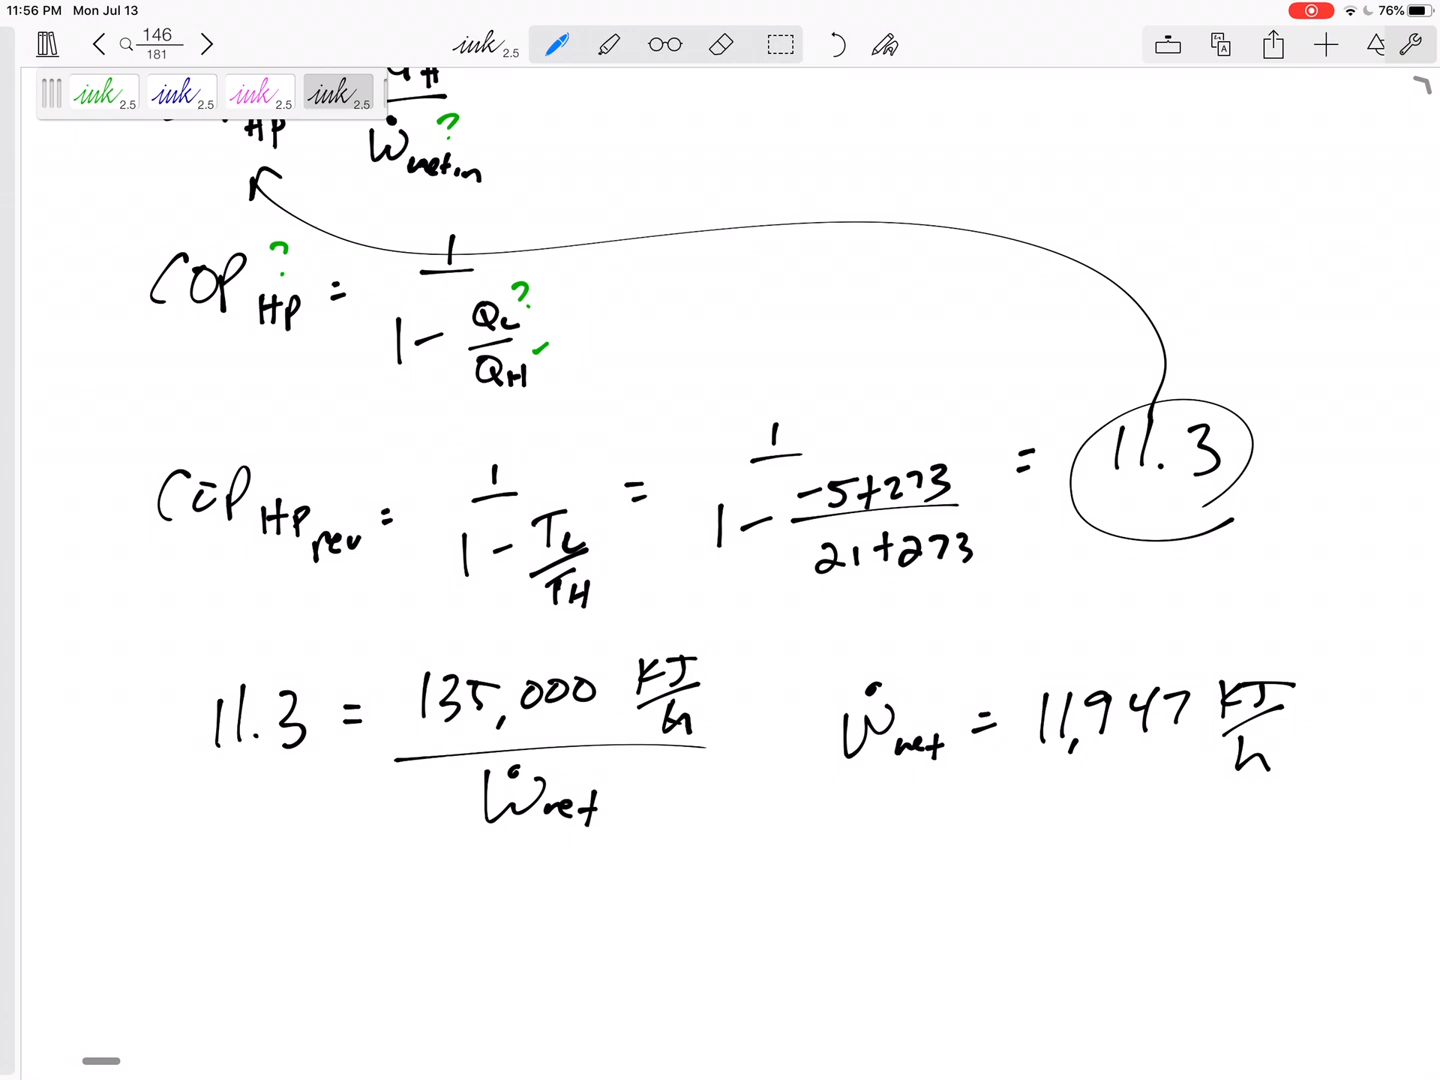 11:56 PM Mon Jul 13 76%
146
181
ink 2.5
ink 2.5 ink 2.5 ink 2.5 ink 2.5
HP
Ẇnet,in ?
COP HP ? = 1 / (1 - QL ? / QH ✓)
COP HP rev = 1 / (1 - TL / TH) = 1 / (1 - (-5+273) / (21+273)) = 11.3
11.3 = 135,000 KJ/h / Ẇnet
Ẇnet = 11,947 KJ/h